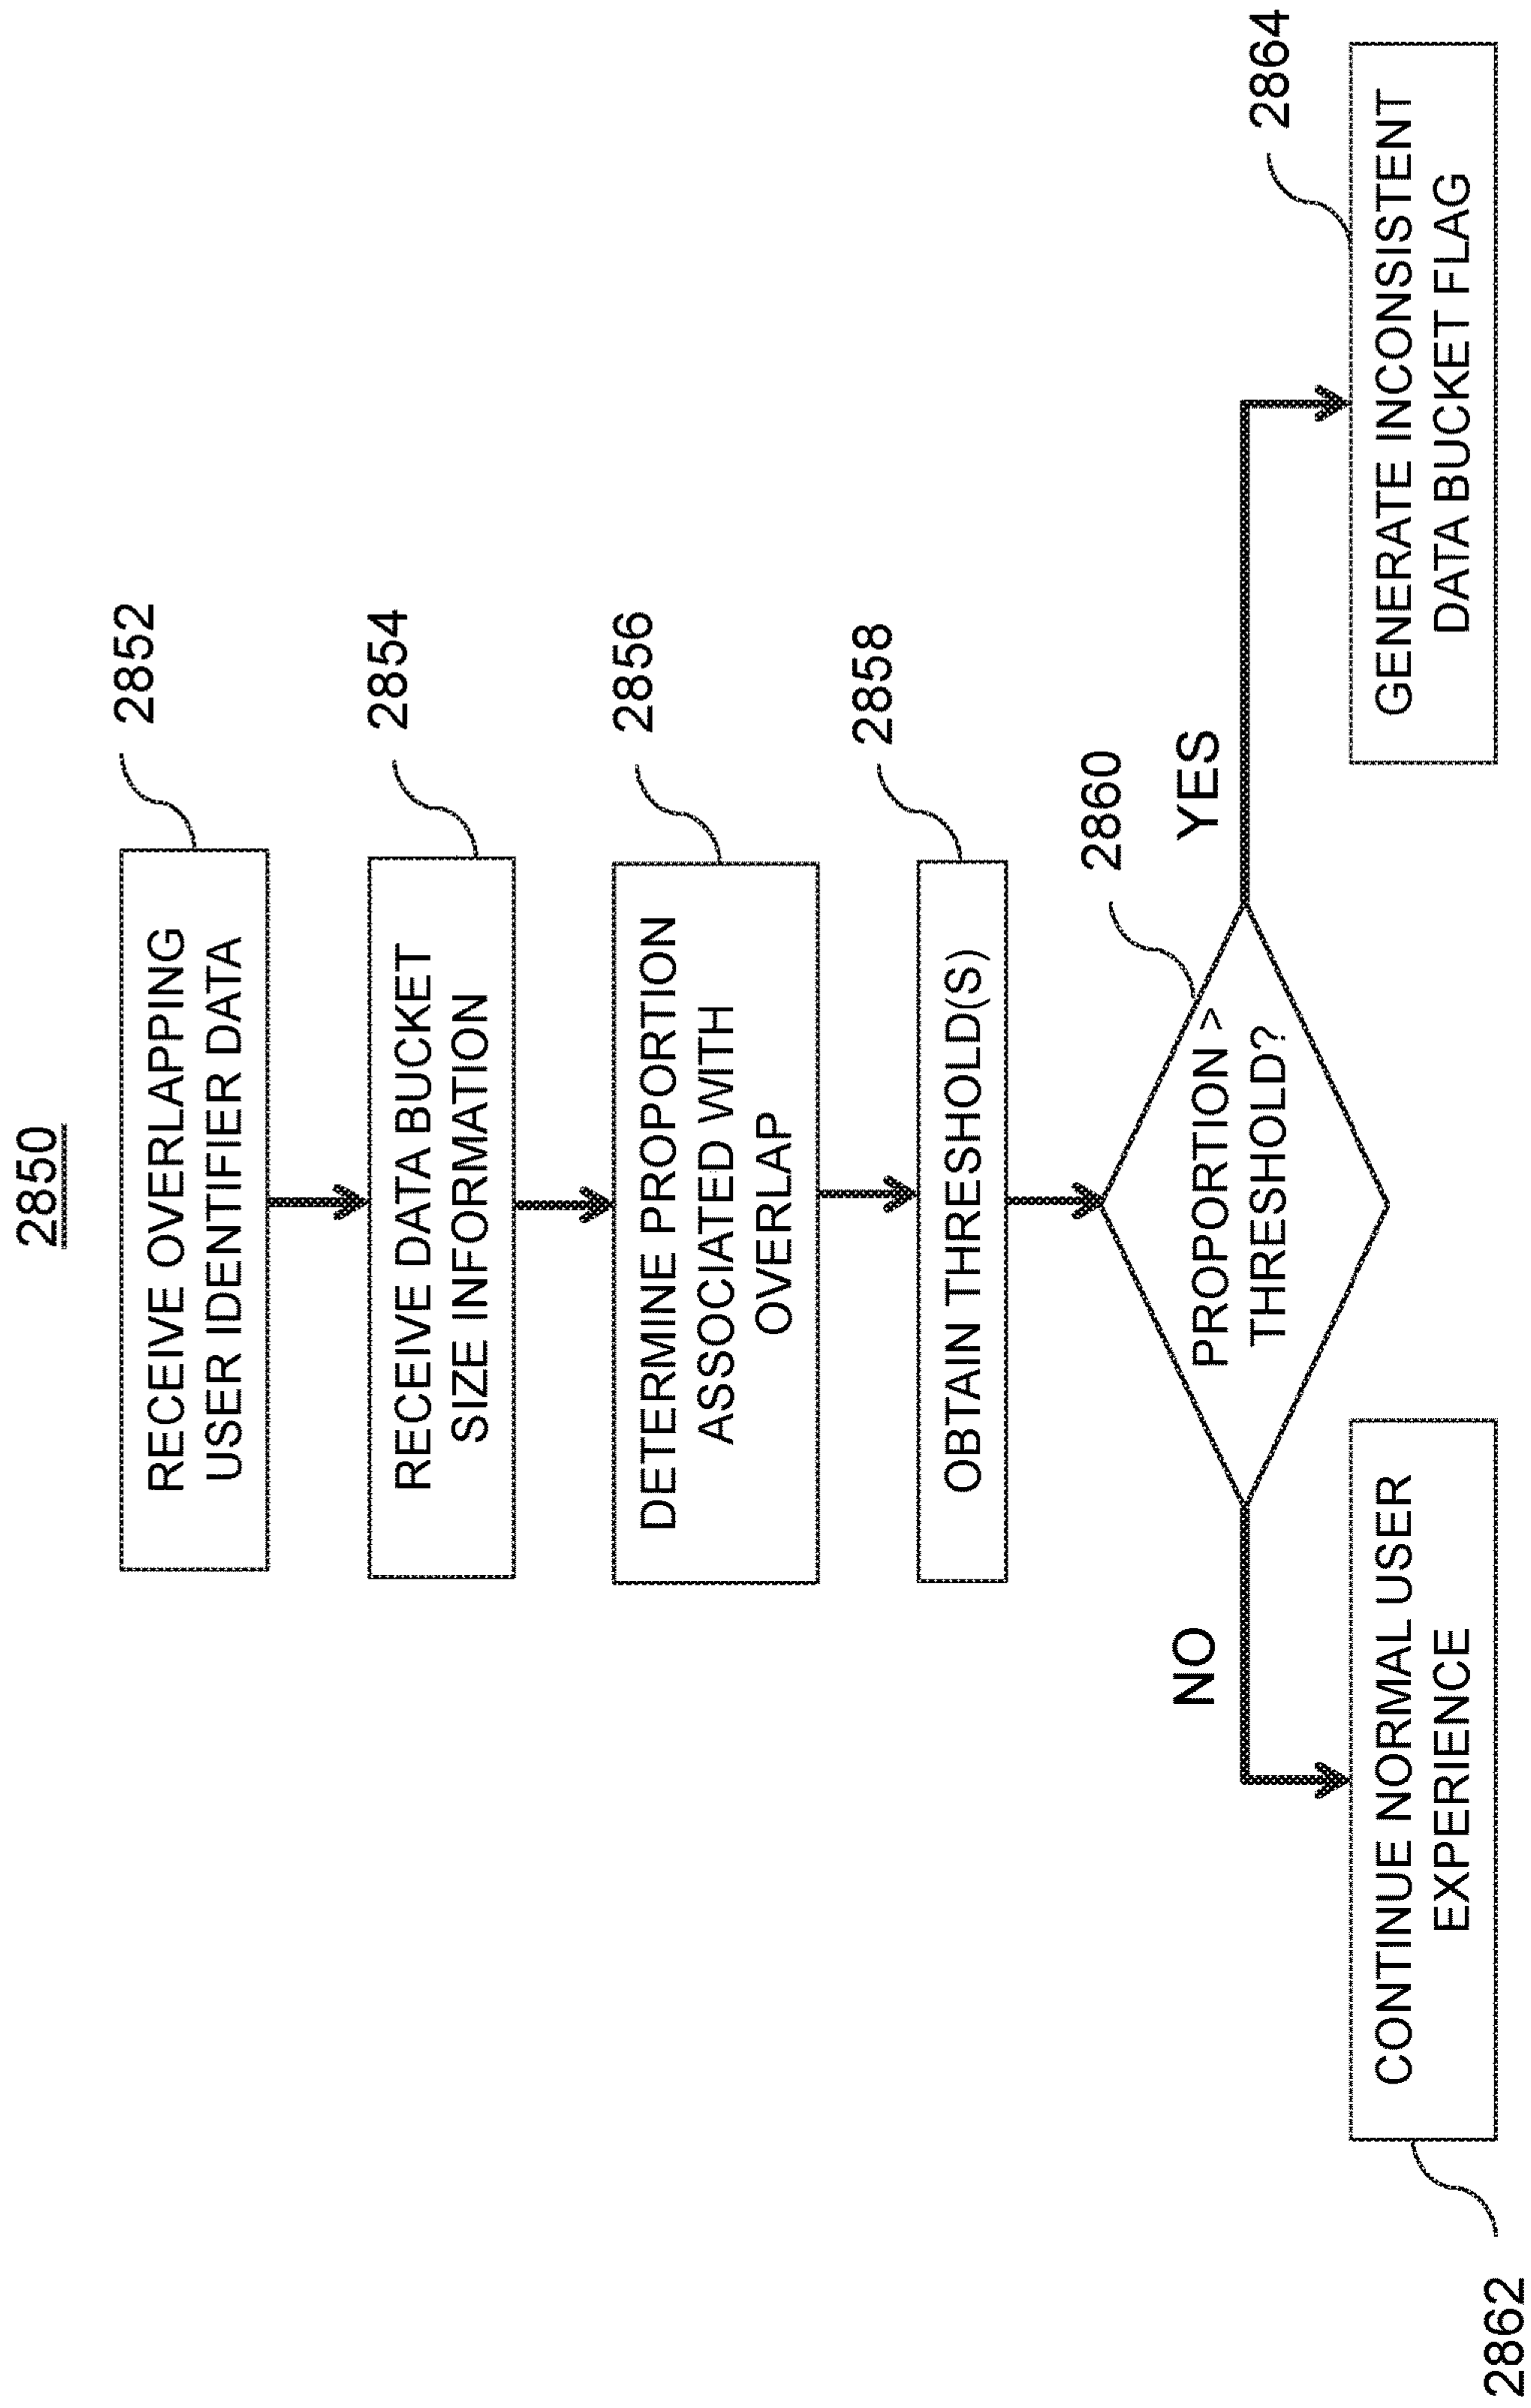 2850
RECEIVE OVERLAPPING
USER IDENTIFIER DATA
2852
RECEIVE DATA BUCKET
SIZE INFORMATION
2854
DETERMINE PROPORTION
ASSOCIATED WITH
OVERLAP
2856
OBTAIN THRESHOLD(S)
2858
PROPORTION >
THRESHOLD?
2860
NO
YES
CONTINUE NORMAL USER
EXPERIENCE
2862
GENERATE INCONSISTENT
DATA BUCKET FLAG
2864